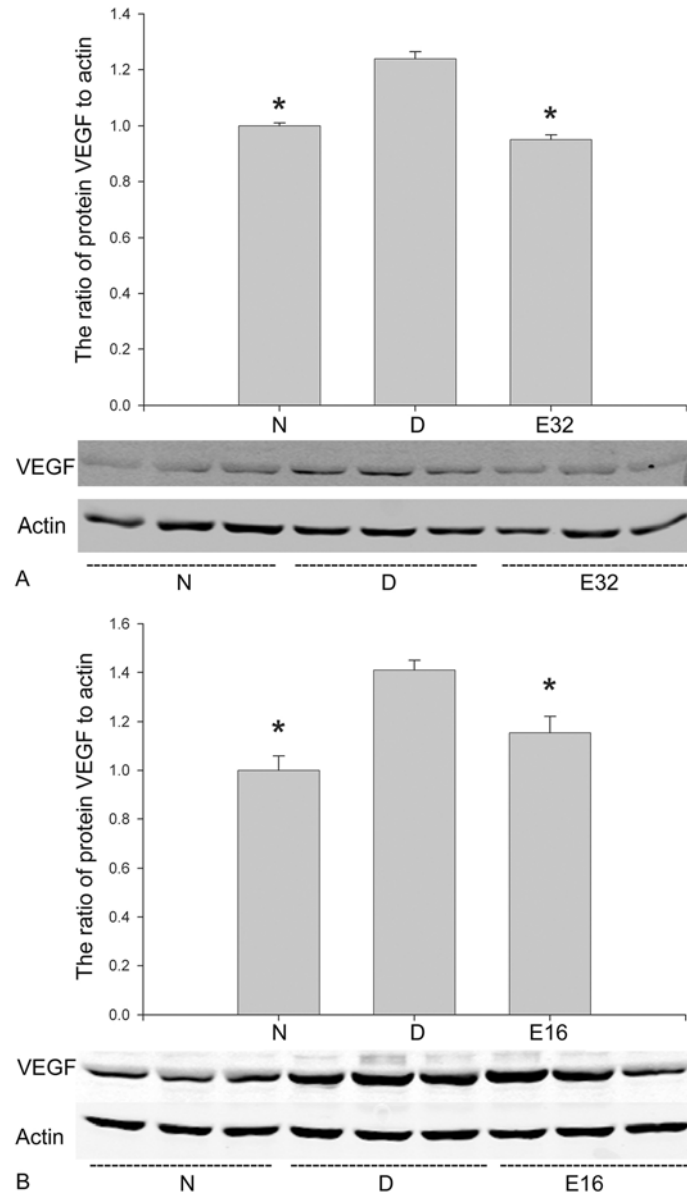 The ratio of protein VEGF to actin
1.4
1.2
1.0
0.8
0.6
0.4
0.2
0.0
*
*
N D E32
VEGF
Actin
A
N D E32
The ratio of protein VEGF to actin
1.6
1.4
1.2
1.0
0.8
0.6
0.4
0.2
0.0
*
*
N D E16
VEGF
Actin
B
N D E16